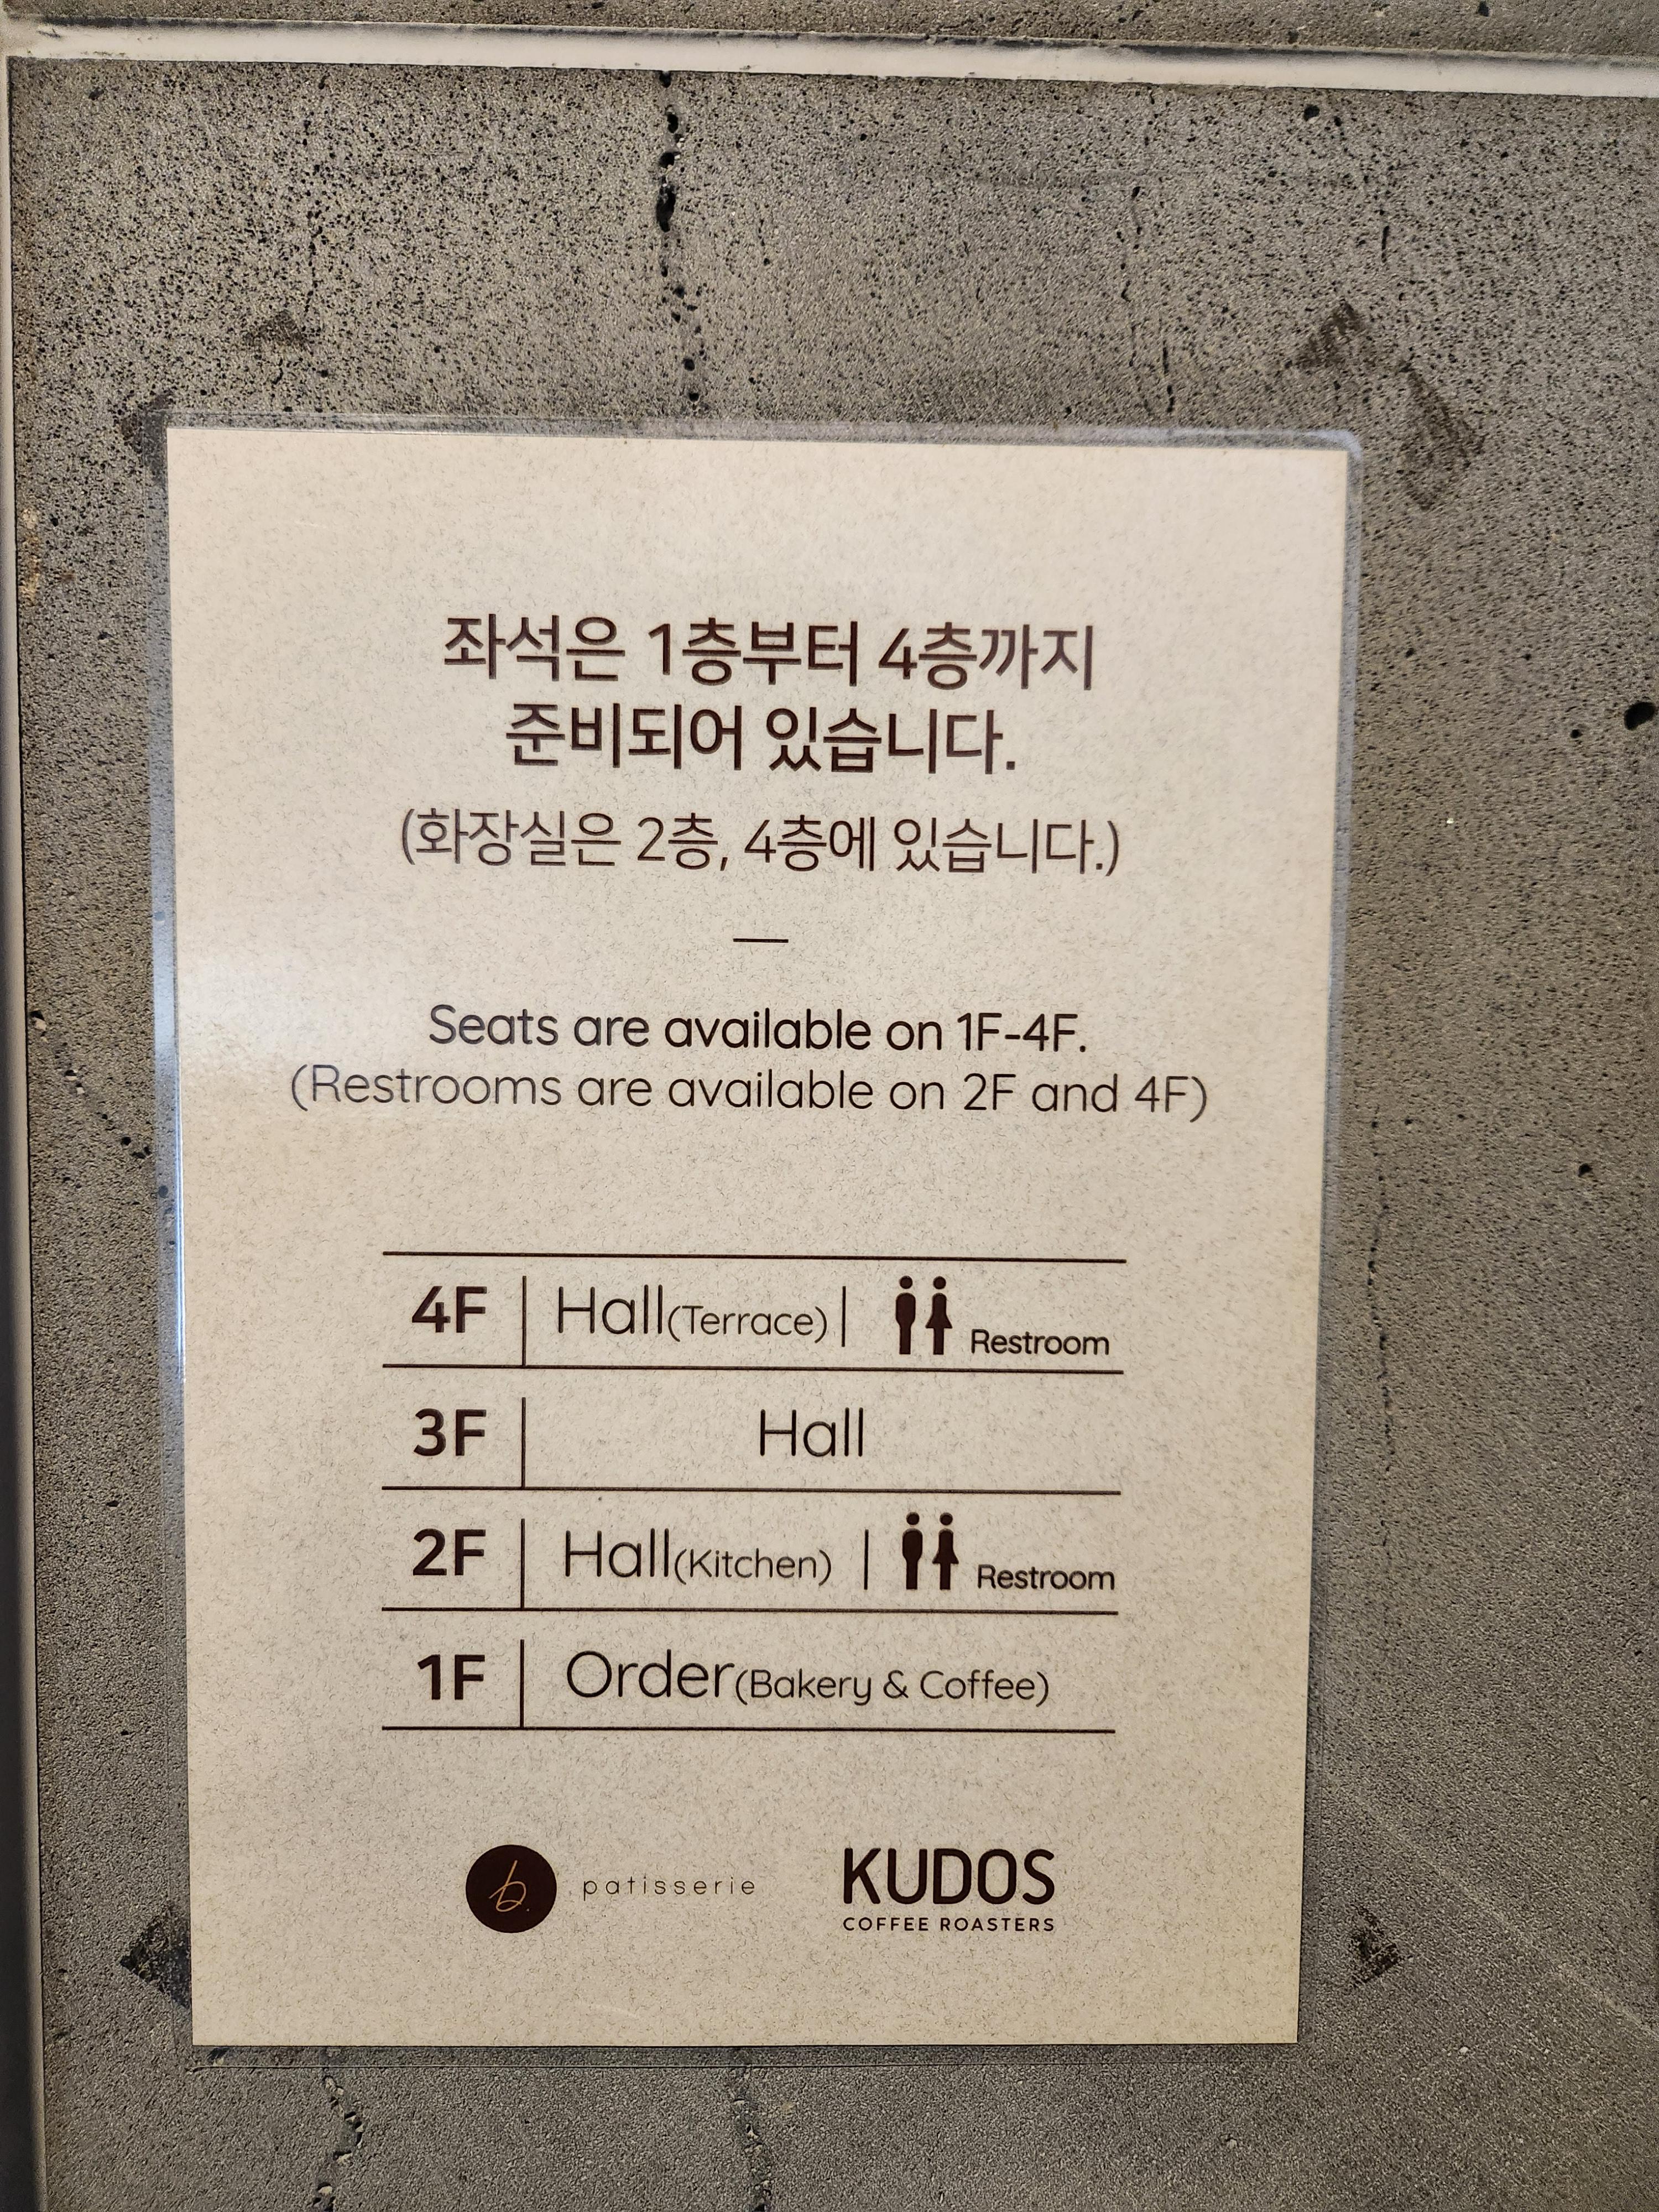 좌석은 1층부터 4층까지
준비되어 있습니다.
(화장실은 2층, 4층에 있습니다.)
Seats are available on 1F-4F.
(Restrooms are available on 2F and 4F)
4F | Hall(Terrace) | Restroom
3F | Hall
2F | Hall(Kitchen) | Restroom
1F | Order(Bakery & Coffee)
b. patisserie
KUDOS
COFFEE ROASTERS